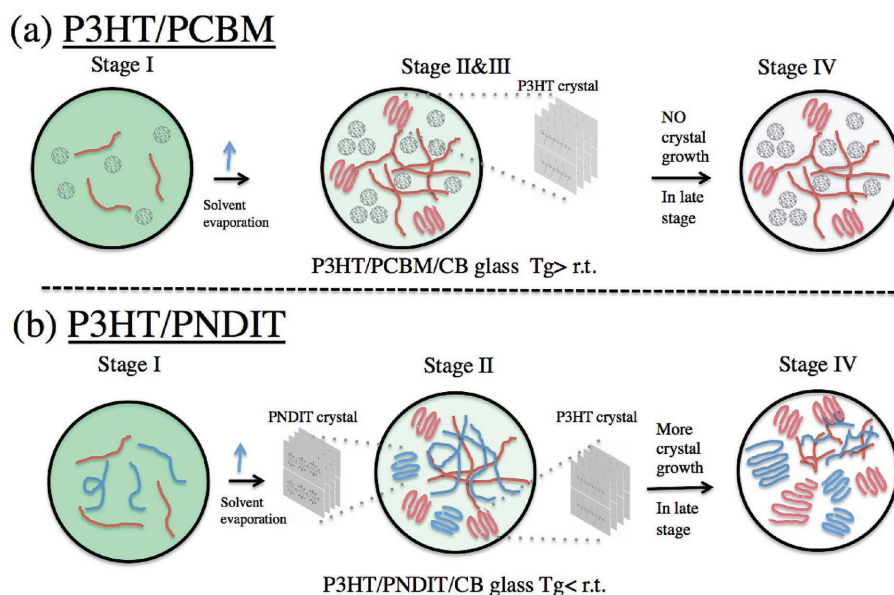 (a) P3HT/PCBM
Stage I
Stage II&III
Stage IV
P3HT crystal
Solvent
evaporation
NO
crystal
growth
In late
stage
P3HT/PCBM/CB glass Tg> r.t.
(b) P3HT/PNDIT
Stage I
Stage II
Stage IV
PNDIT crystal
P3HT crystal
Solvent
evaporation
More
crystal
growth
In late
stage
P3HT/PNDIT/CB glass Tg< r.t.